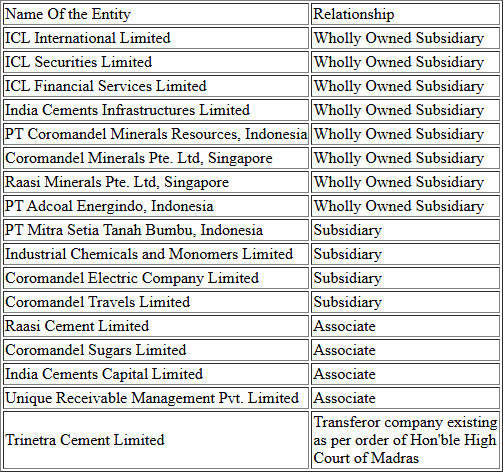 Name Of the Entity Relationship
ICL International Limited Wholly Owned Subsidiary
ICL Securities Limited Wholly Owned Subsidiary
ICL Financial Services Limited Wholly Owned Subsidiary
India Cements Infrastructures Limited Wholly Owned Subsidiary
PT Coromandel Minerals Resources, Indonesia Wholly Owned Subsidiary
Coromandel Minerals Pte. Ltd, Singapore Wholly Owned Subsidiary
Raasi Minerals Pte. Ltd, Singapore Wholly Owned Subsidiary
PT Adcoal Energindo, Indonesia Wholly Owned Subsidiary
PT Mitra Setia Tanah Bumbu, Indonesia Subsidiary
Industrial Chemicals and Monomers Limited Subsidiary
Coromandel Electric Company Limited Subsidiary
Coromandel Travels Limited Subsidiary
Raasi Cement Limited Associate
Coromandel Sugars Limited Associate
India Cements Capital Limited Associate
Unique Receivable Management Pvt. Limited Associate
Trinetra Cement Limited Transferor company existing
as per order of Hon'ble High
Court of Madras